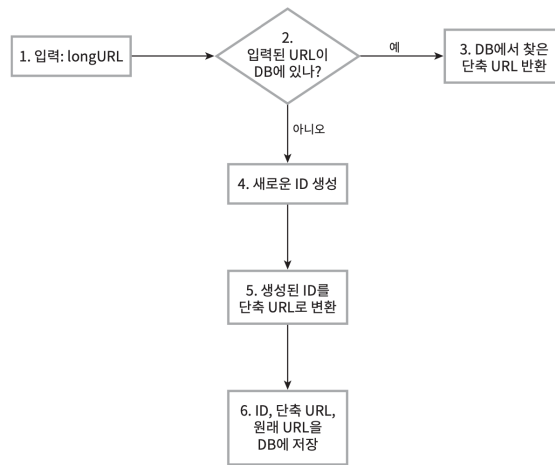 1. 입력: longURL
2.
입력된 URL이
DB에 있나?
예
3. DB에서 찾은
단축 URL 반환
아니오
4. 새로운 ID 생성
5. 생성된 ID를
단축 URL로 변환
6. ID, 단축 URL,
원래 URL을
DB에 저장